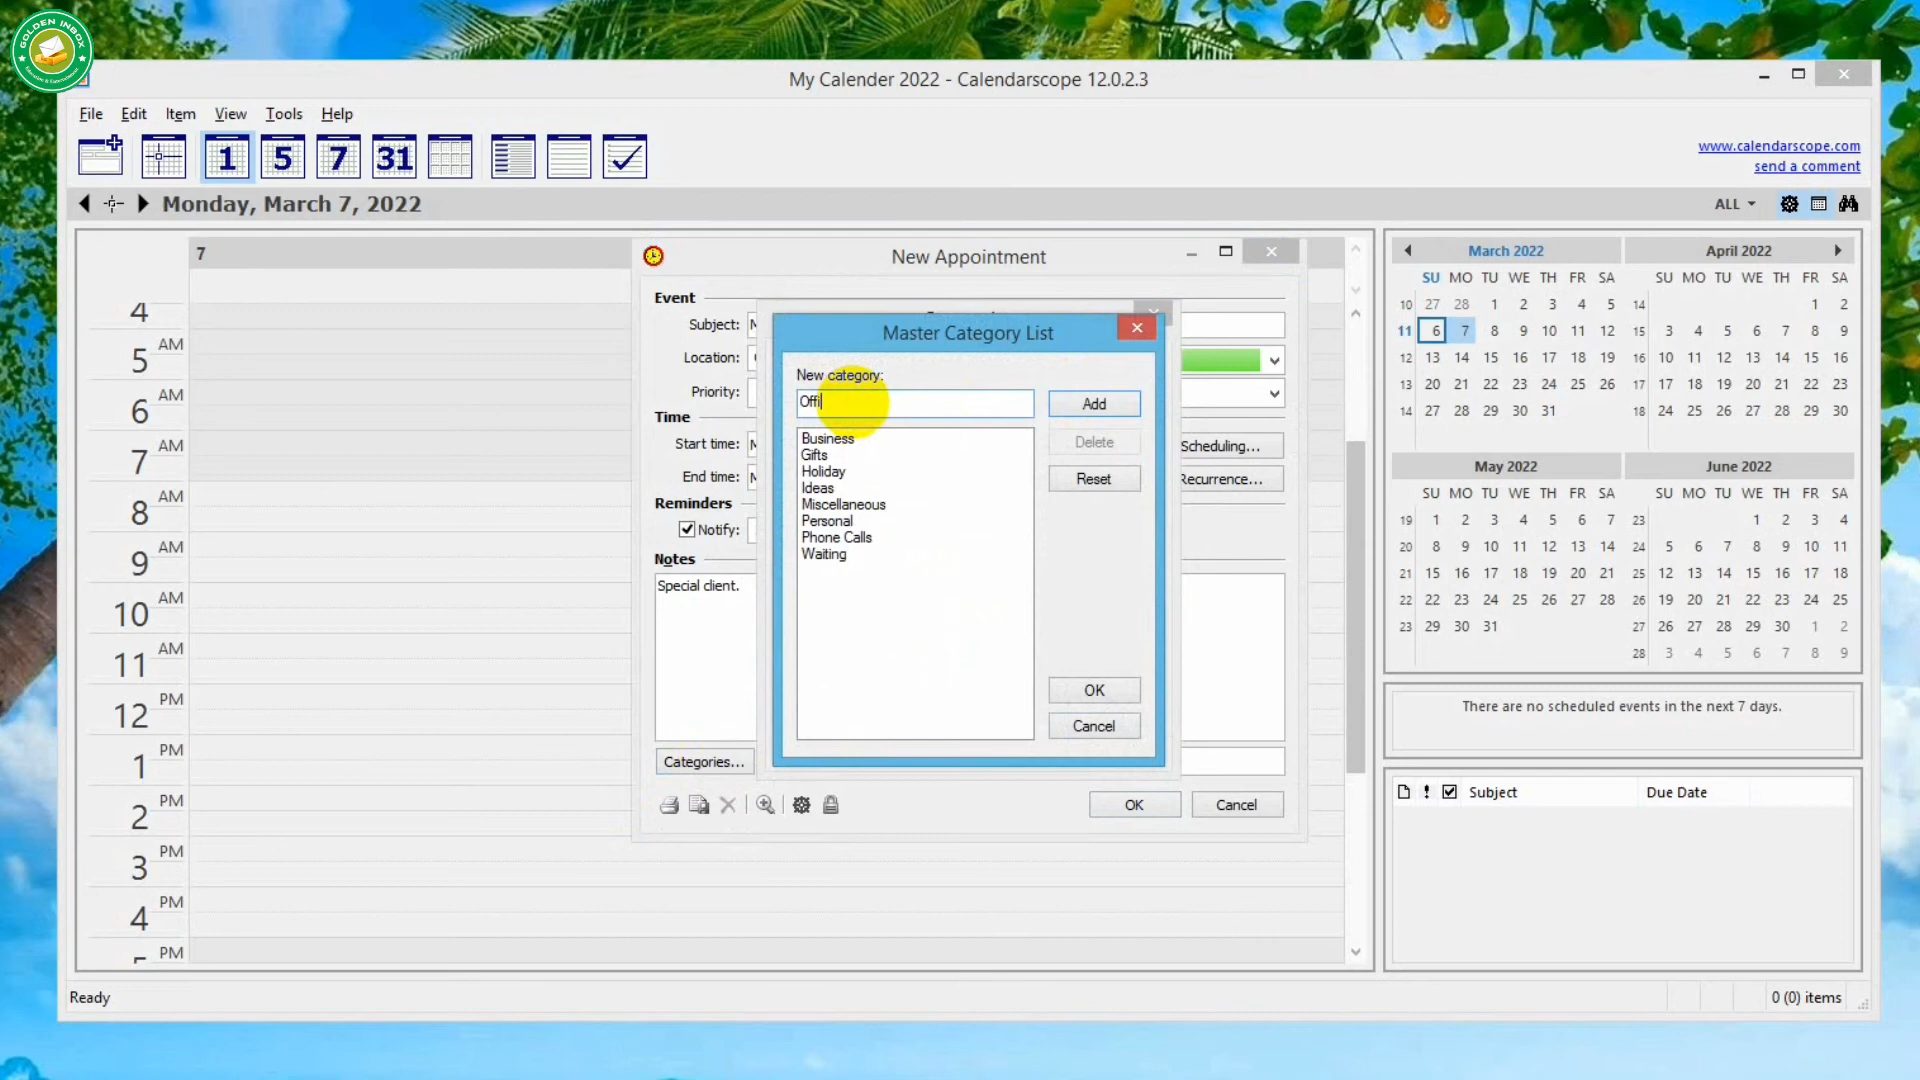 GOLDEN INBOX
My Calender 2022 - Calendarscope 12.0.2.3
File Edit Item View Tools Help
1 5 7 31
www.calendarscope.com
send a comment
Monday, March 7, 2022
ALL
7
4
AM
5
AM
6
AM
7
AM
8
AM
9
AM
10
AM
11
PM
12
PM
1
PM
2
PM
3
PM
4
PM
New Appointment
Event
Subject:
Location:
Priority:
Time
Start time:
End time:
Scheduling...
Recurrence...
Reminders
Notify:
Notes
Special client.
Categories...
OK Cancel
Master Category List
New category:
Offi
Add
Delete
Reset
Business
Gifts
Holiday
Ideas
Miscellaneous
Personal
Phone Calls
Waiting
OK
Cancel
March 2022
SU MO TU WE TH FR SA
10 27 28 1 2 3 4 5
11 6 7 8 9 10 11 12
12 13 14 15 16 17 18 19
13 20 21 22 23 24 25 26
14 27 28 29 30 31
April 2022
SU MO TU WE TH FR SA
14 1 2
15 3 4 5 6 7 8 9
16 10 11 12 13 14 15 16
17 17 18 19 20 21 22 23
18 24 25 26 27 28 29 30
May 2022
SU MO TU WE TH FR SA
19 1 2 3 4 5 6 7
20 8 9 10 11 12 13 14
21 15 16 17 18 19 20 21
22 22 23 24 25 26 27 28
23 29 30 31
June 2022
SU MO TU WE TH FR SA
23 1 2 3 4
24 5 6 7 8 9 10 11
25 12 13 14 15 16 17 18
26 19 20 21 22 23 24 25
27 26 27 28 29 30 1 2
28 3 4 5 6 7 8 9
There are no scheduled events in the next 7 days.
! Subject Due Date
Ready
0 (0) items